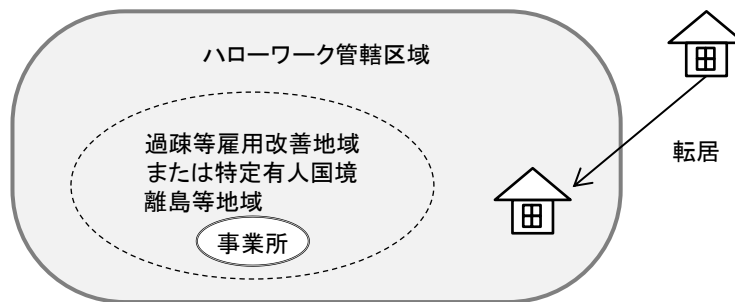 ハローワーク管轄区域
過疎等雇用改善地域
または特定有人国境
離島等地域
事業所
転居